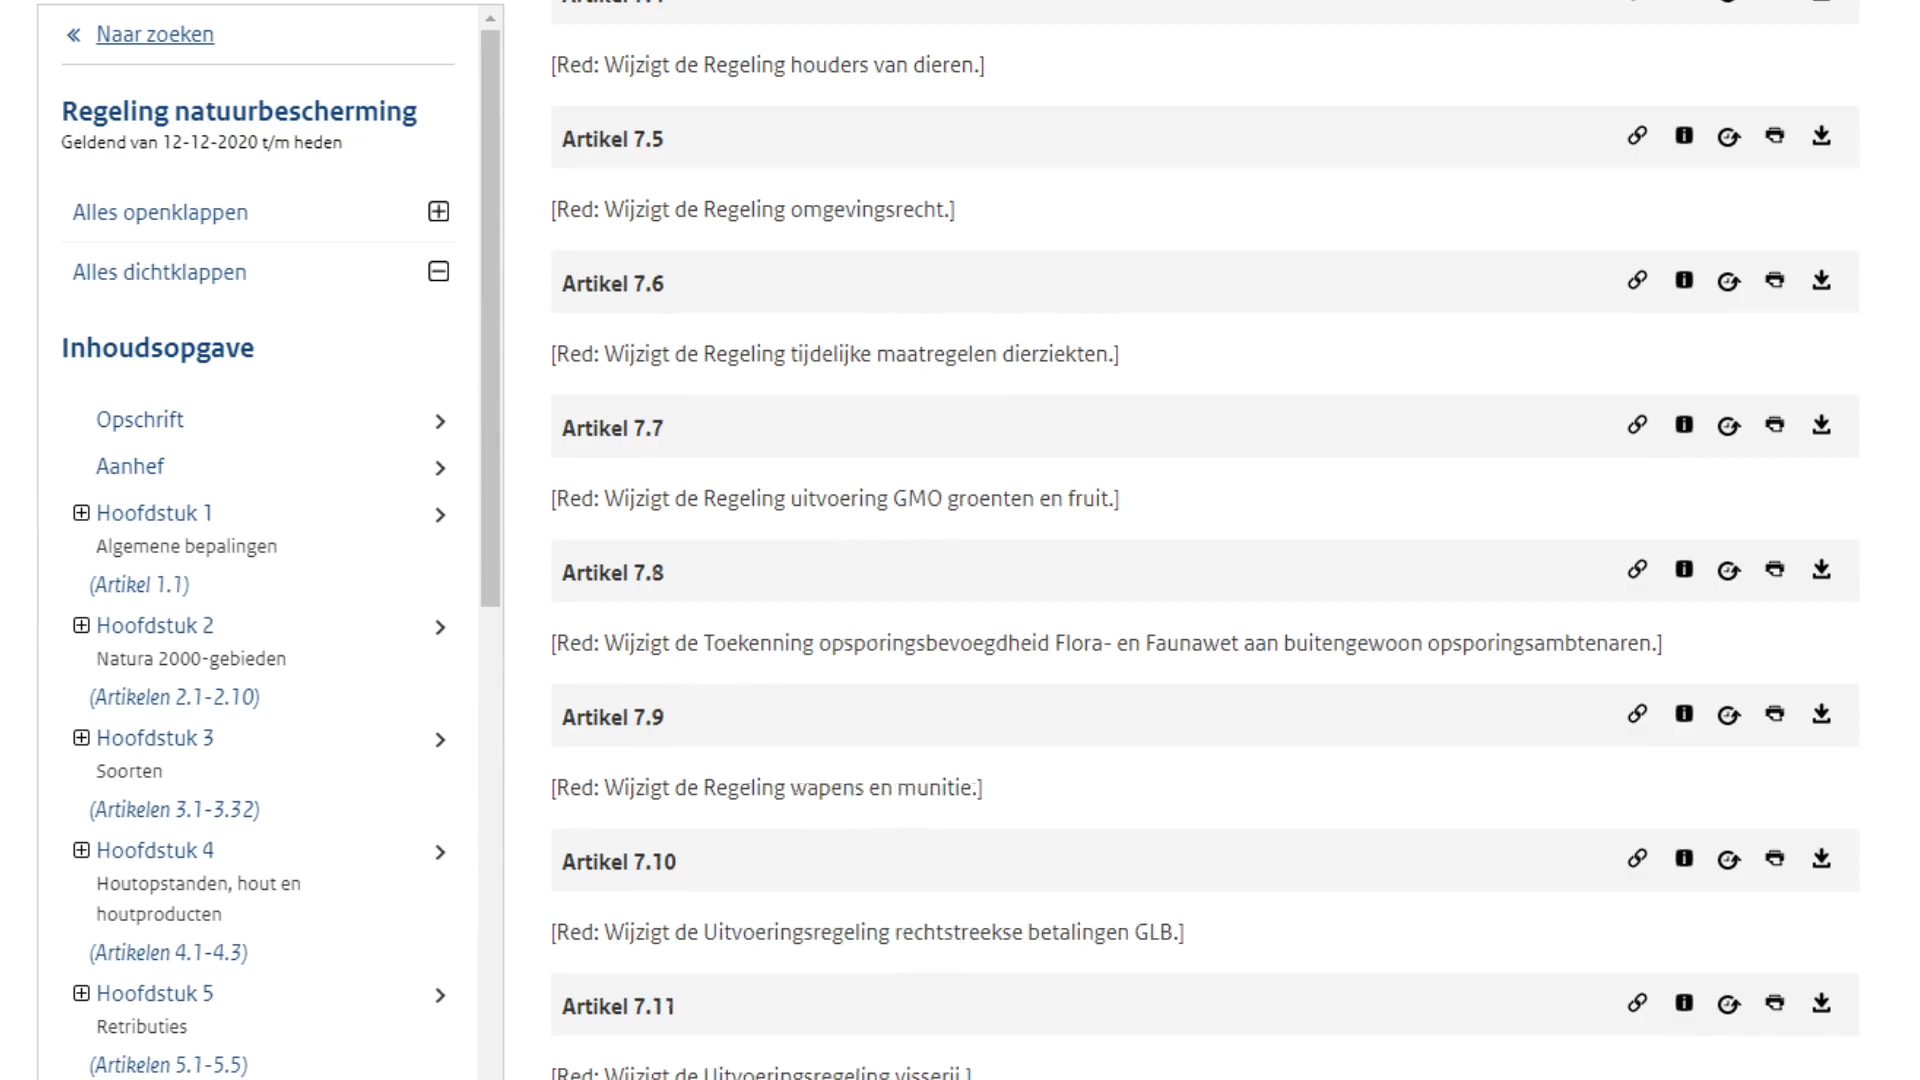 « Naar zoeken
Regeling natuurbescherming
Geldend van 12-12-2020 t/m heden
Alles openklappen
Alles dichtklappen
Inhoudsopgave
Opschrift
Aanhef
Hoofdstuk 1
Algemene bepalingen
(Artikel 1.1)
Hoofdstuk 2
Natura 2000-gebieden
(Artikelen 2.1-2.10)
Hoofdstuk 3
Soorten
(Artikelen 3.1-3.32)
Hoofdstuk 4
Houtopstanden, hout en
houtproducten
(Artikelen 4.1-4.3)
Hoofdstuk 5
Retributies
(Artikelen 5.1-5.5)
[Red: Wijzigt de Regeling houders van dieren.]
Artikel 7.5
[Red: Wijzigt de Regeling omgevingsrecht.]
Artikel 7.6
[Red: Wijzigt de Regeling tijdelijke maatregelen dierziekten.]
Artikel 7.7
[Red: Wijzigt de Regeling uitvoering GMO groenten en fruit.]
Artikel 7.8
[Red: Wijzigt de Toekenning opsporingsbevoegdheid Flora- en Faunawet aan buitengewoon opsporingsambtenaren.]
Artikel 7.9
[Red: Wijzigt de Regeling wapens en munitie.]
Artikel 7.10
[Red: Wijzigt de Uitvoeringsregeling rechtstreekse betalingen GLB.]
Artikel 7.11
[Red: Wijzigt de Uitvoeringsregeling visserij.]